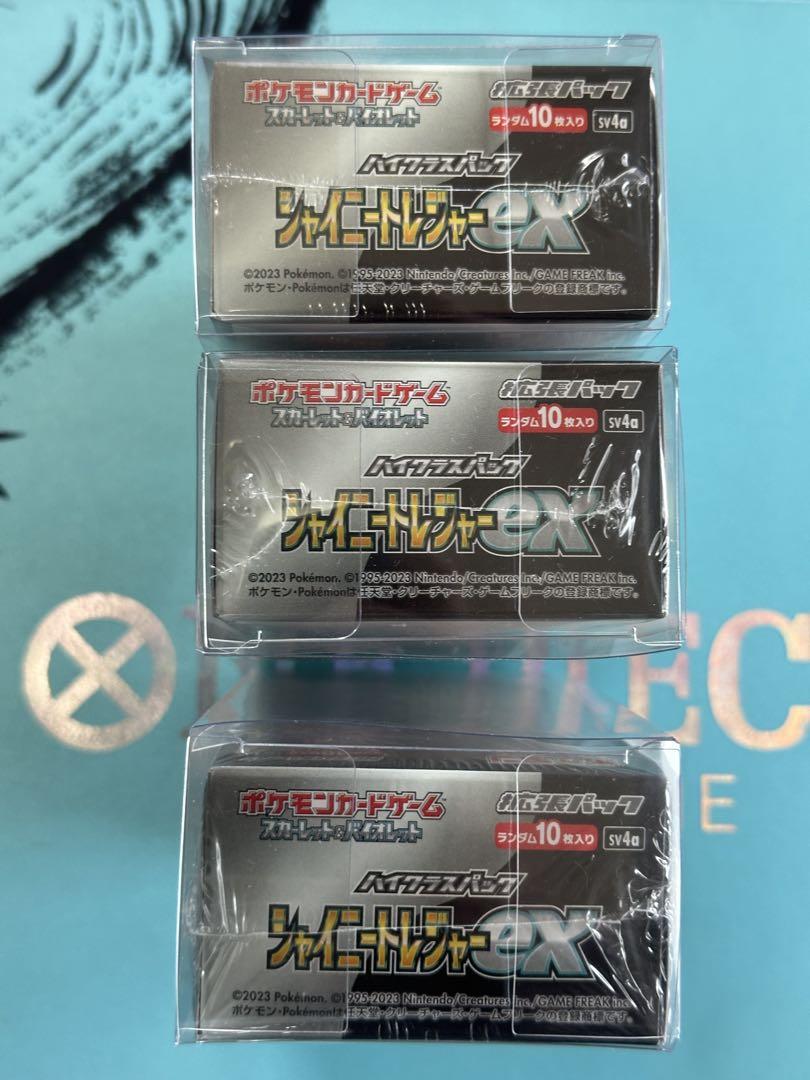 ポケモンカードゲーム 拡張パック
スカーレット&バイオレット ランダム10枚入り sv4a
ハイクラスパック
シャイニートレジャーex
©2023 Pokémon. ©1995-2023 Nintendo/Creatures Inc./GAME FREAK inc.
ポケモン・Pokémonは任天堂・クリーチャーズ・ゲームフリークの登録商標です。
ポケモンカードゲーム 拡張パック
スカーレット&バイオレット ランダム10枚入り sv4a
ハイクラスパック
シャイニートレジャーex
©2023 Pokémon. ©1995-2023 Nintendo/Creatures Inc./GAME FREAK inc.
ポケモン・Pokémonは任天堂・クリーチャーズ・ゲームフリークの登録商標です。
ポケモンカードゲーム 拡張パック
スカーレット&バイオレット ランダム10枚入り sv4a
ハイクラスパック
シャイニートレジャーex
©2023 Pokémon. ©1995-2023 Nintendo/Creatures Inc./GAME FREAK inc.
ポケモン・Pokémonは任天堂・クリーチャーズ・ゲームフリークの登録商標です。